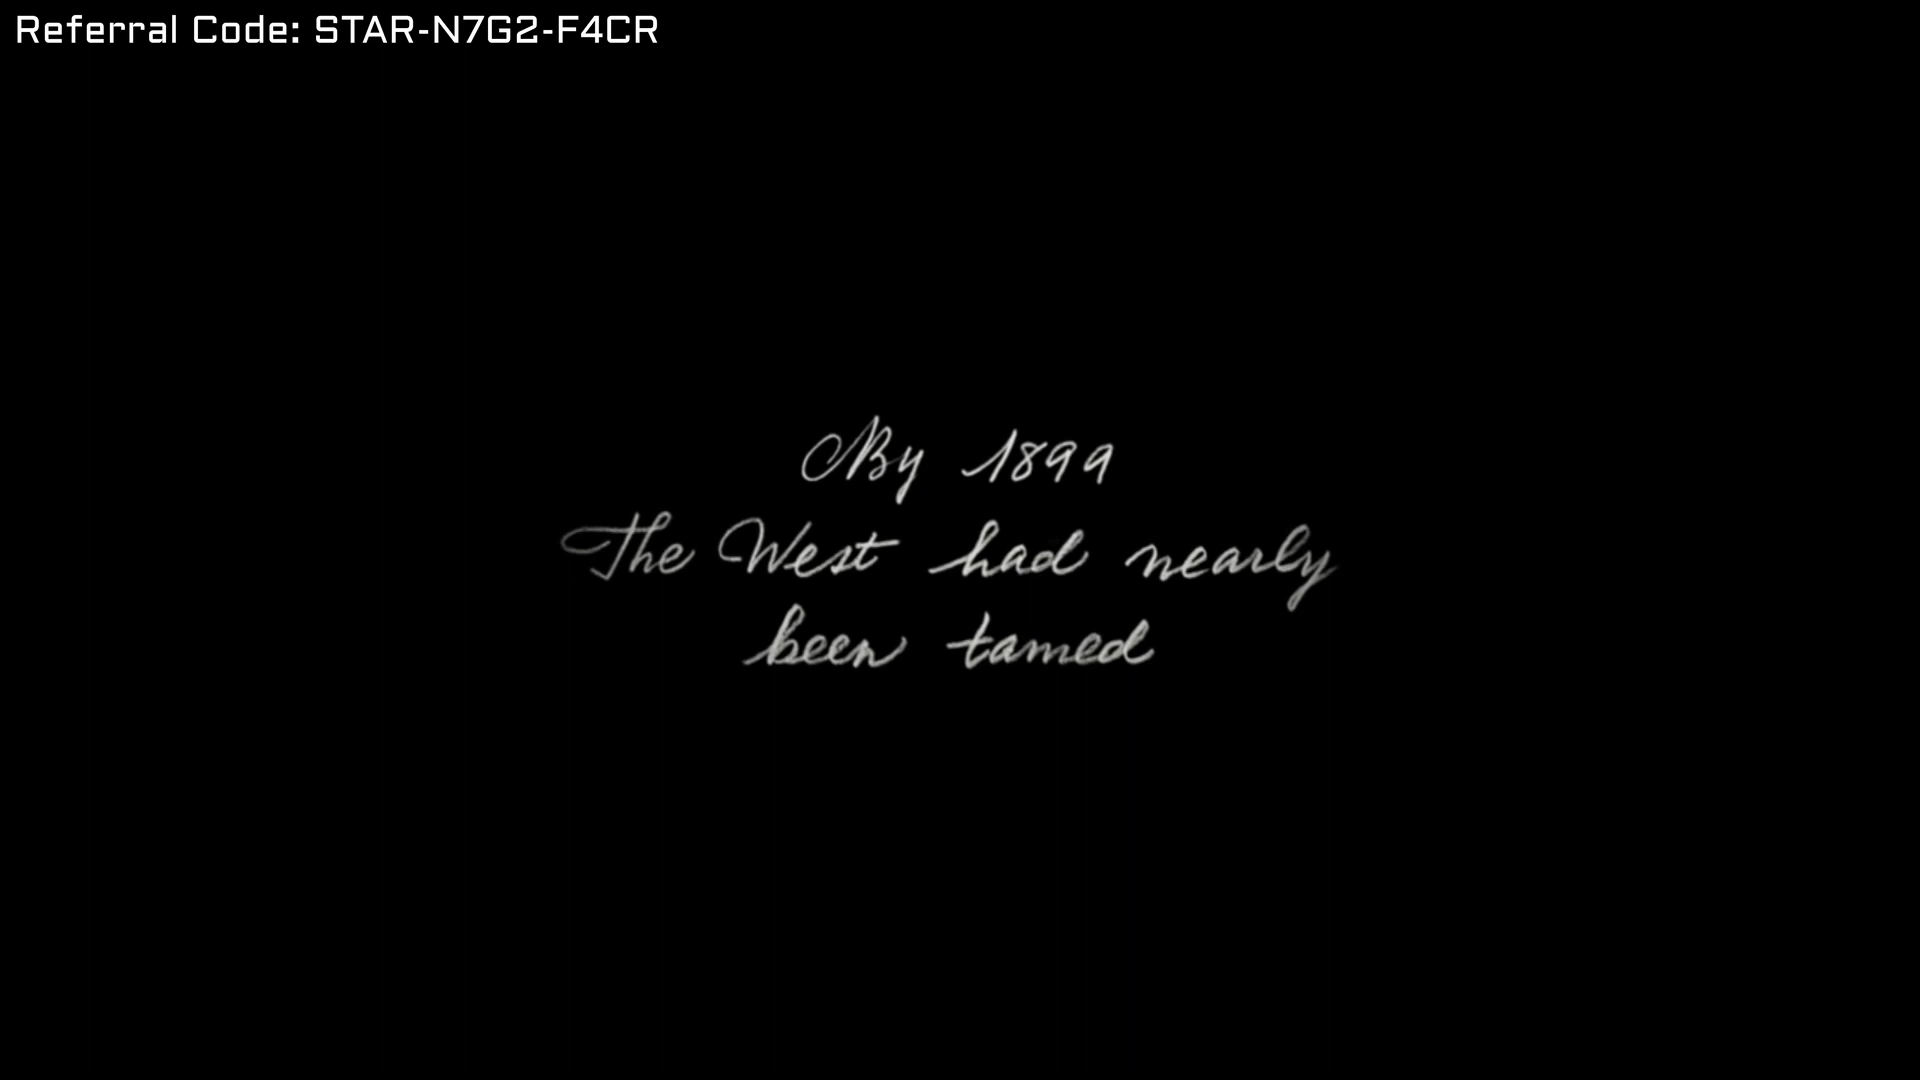 Referral Code: STAR-N7G2-F4CR
By 1899
The West had nearly
been tamed